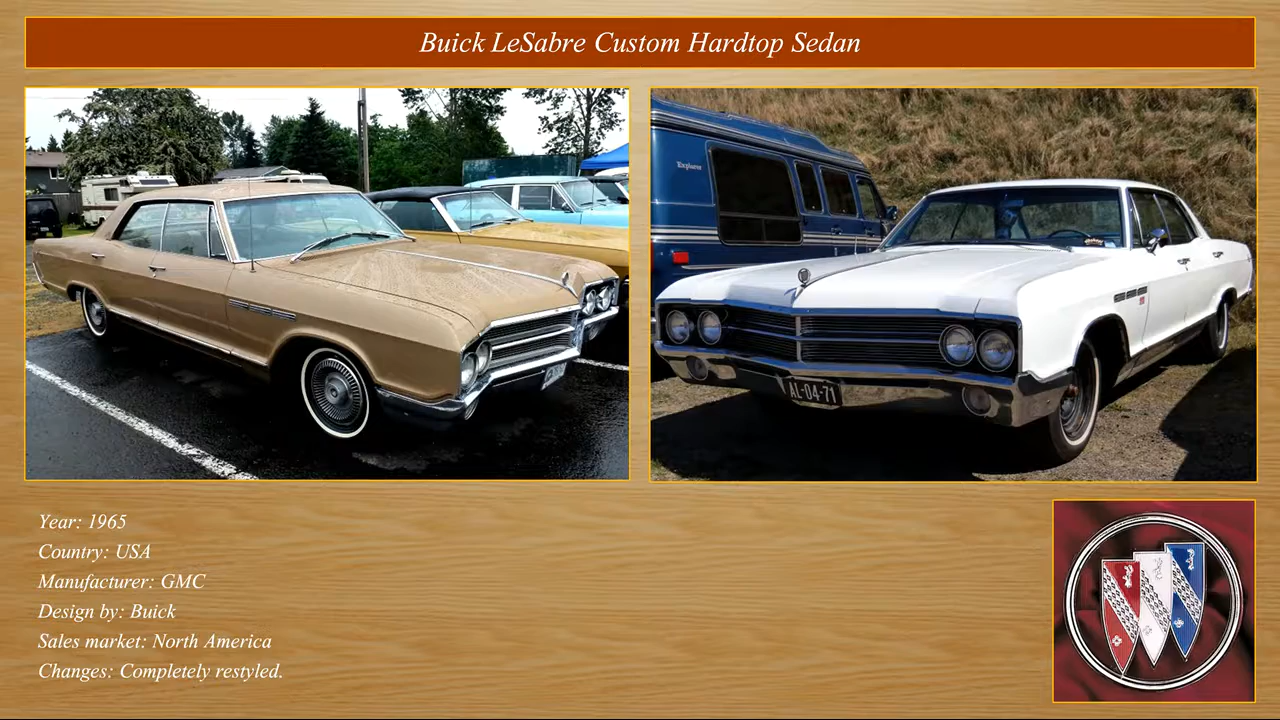 Buick LeSabre Custom Hardtop Sedan
Explorer
AL-04-71
Year: 1965
Country: USA
Manufacturer: GMC
Design by: Buick
Sales market: North America
Changes: Completely restyled.